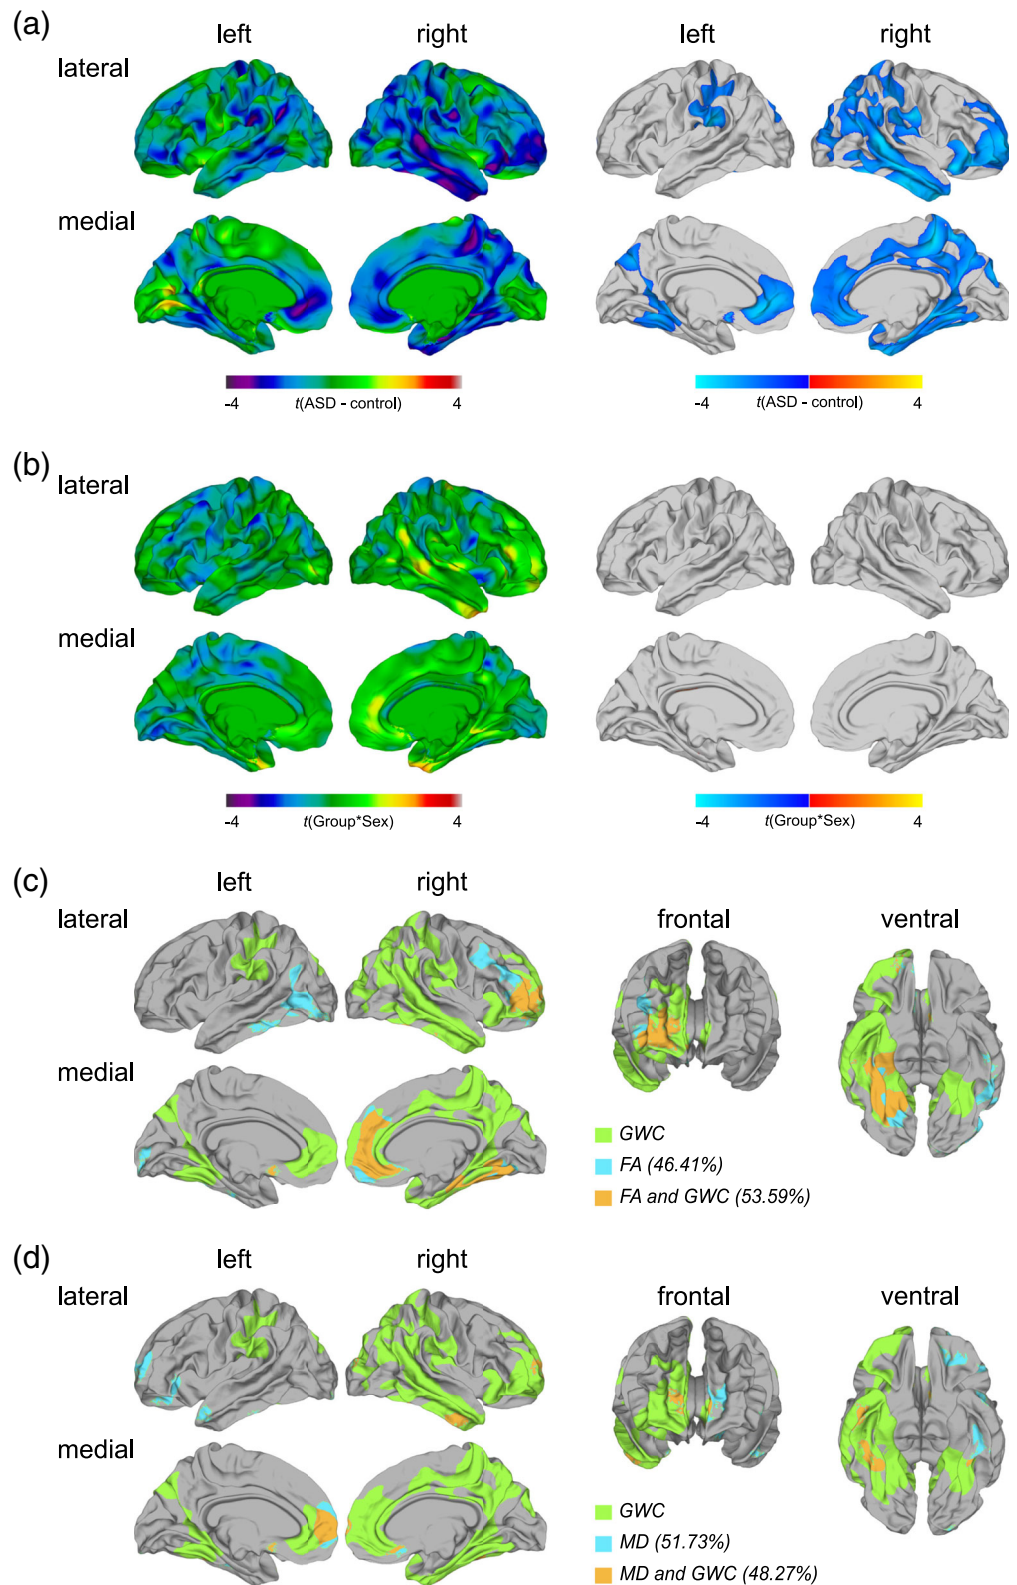 (a)
left right left right
lateral
medial
-4 t(ASD - control) 4 -4 t(ASD - control) 4
(b)
lateral
medial
-4 t(Group*Sex) 4 -4 t(Group*Sex) 4
(c)
left right
lateral frontal ventral
medial
GWC
FA (46.41%)
FA and GWC (53.59%)
(d)
left right
lateral frontal ventral
medial
GWC
MD (51.73%)
MD and GWC (48.27%)